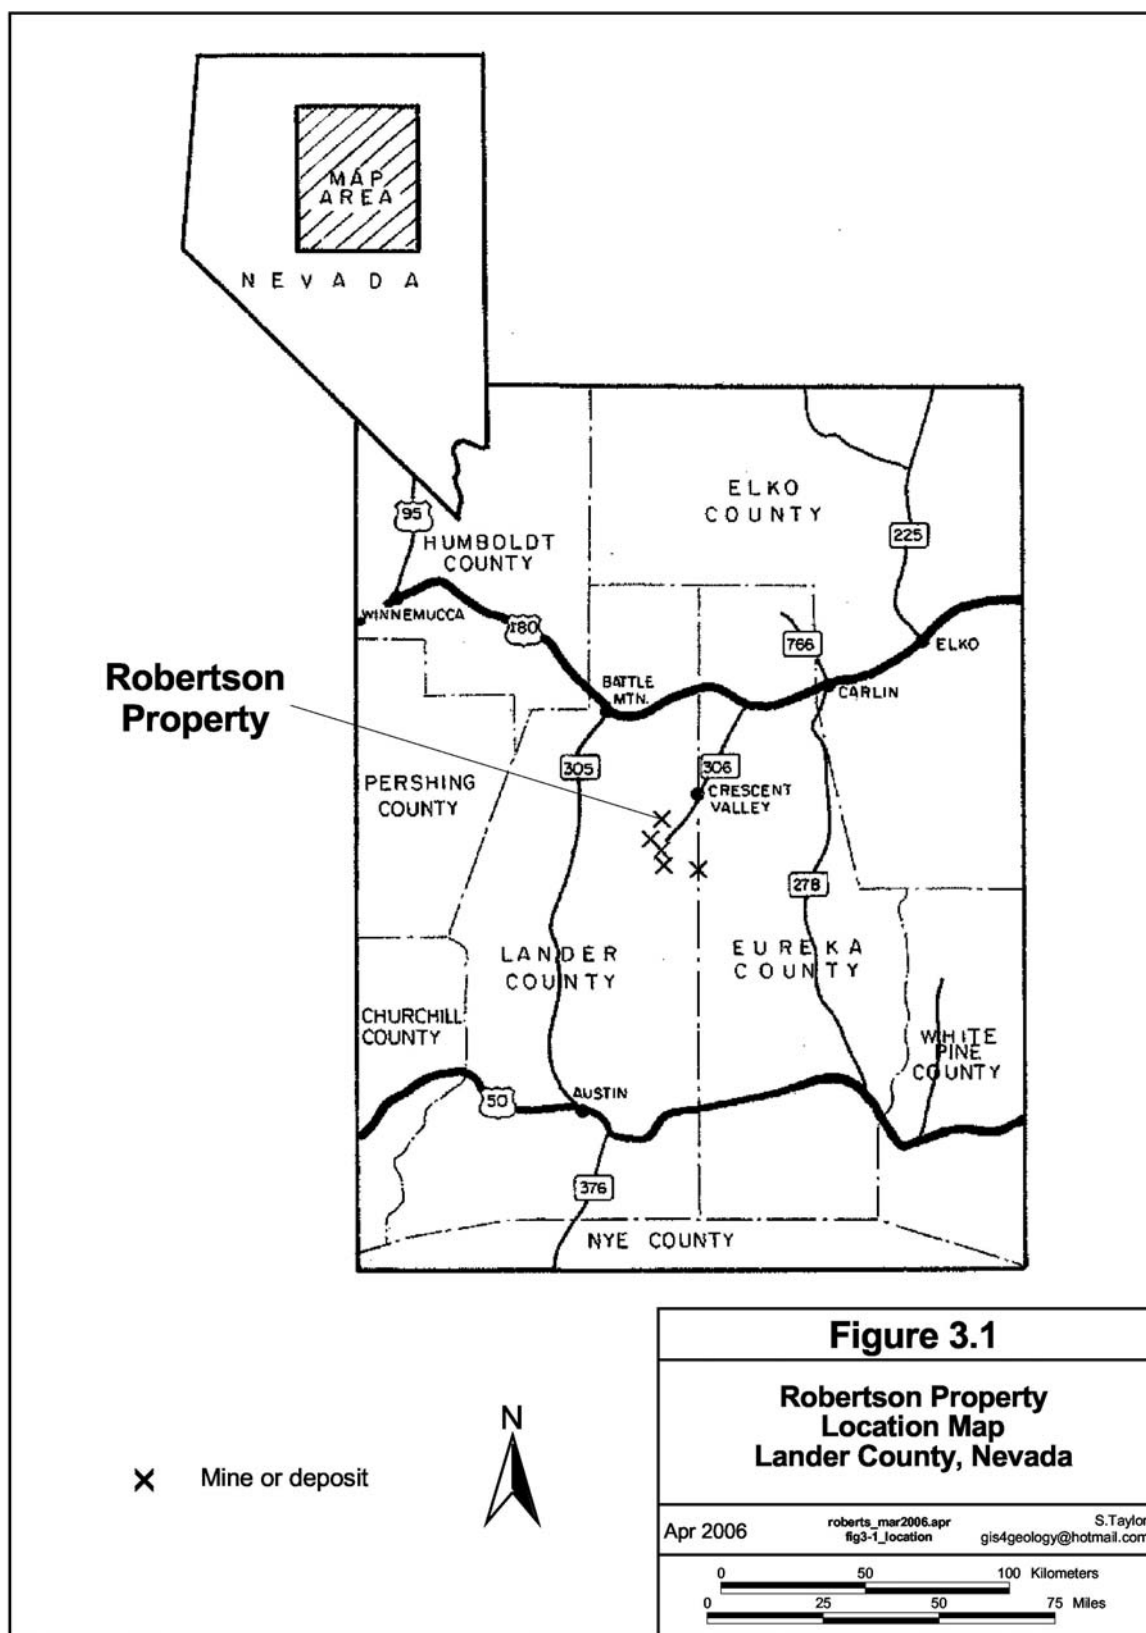 MAP
AREA
NEVADA
95
HUMBOLDT
COUNTY
ELKO
COUNTY
225
WINNEMUCCA
I80
766
ELKO
Robertson
Property
BATTLE
MTN.
CARLIN
305
306
PERSHING
COUNTY
CRESCENT
VALLEY
278
LANDER
COUNTY
EUREKA
COUNTY
CHURCHILL
COUNTY
WHITE
PINE
COUNTY
50
AUSTIN
376
NYE COUNTY
Figure 3.1
Robertson Property
Location Map
Lander County, Nevada
N
Mine or deposit
Apr 2006
roberts_mar2006.apr
fig3-1_location
S.Taylor
gis4geology@hotmail.com
0 50 100 Kilometers
0 25 50 75 Miles